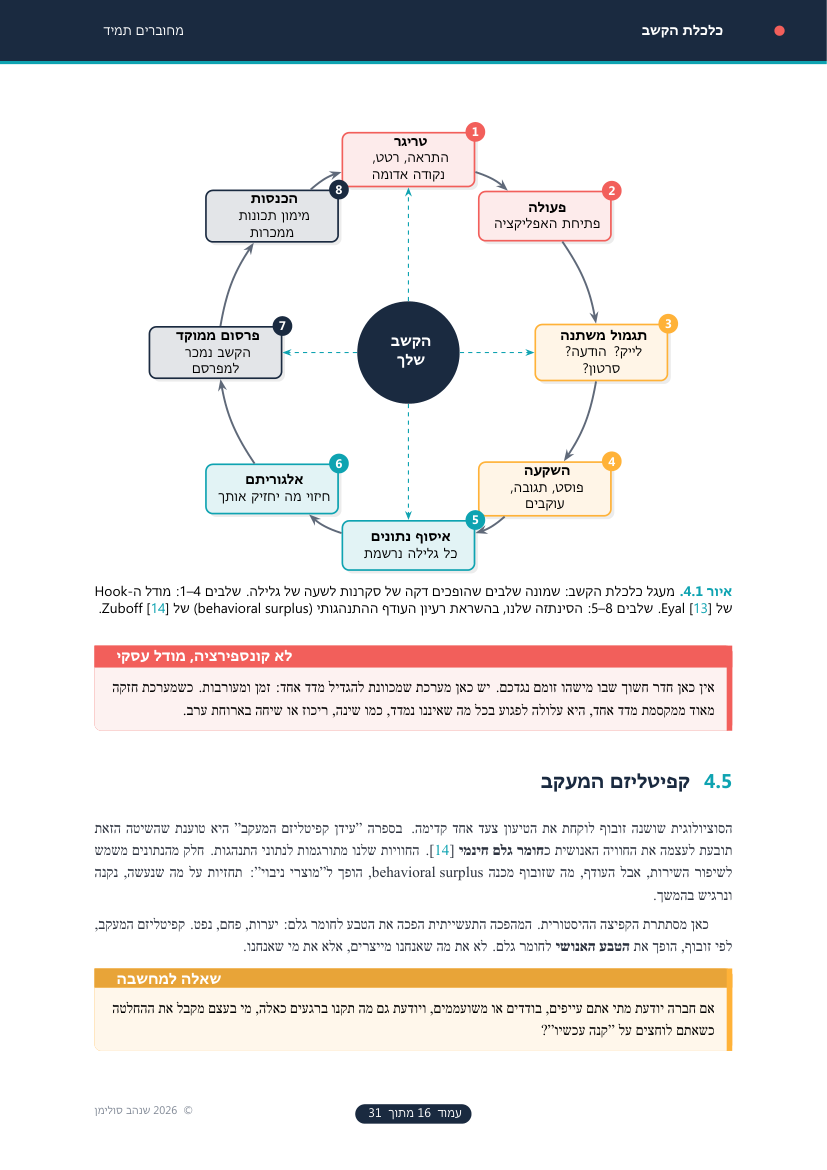 כלכלת הקשב
מחוברים תמיד
1
טריגר
התראה, רטט,
נקודה אדומה
2
פעולה
פתיחת האפליקציה
3
תגמול משתנה
לייק? הודעה?
סרטון?
4
השקעה
פוסט, תגובה,
עוקבים
5
איסוף נתונים
כל גלילה נרשמת
6
אלגוריתם
חיזוי מה יחזיק אותך
7
פרסום ממוקד
הקשב נמכר
למפרסם
8
הכנסות
מימון תכונות
ממכרות
הקשב
שלך
איור 4.1. מעגל כלכלת הקשב: שמונה שלבים שהופכים דקה של סקרנות לשעה של גלילה. שלבים 1–4: מודל ה-Hook
של Eyal [13]. שלבים 5–8: הסינתזה שלנו, בהשראת רעיון העודף ההתנהגותי (behavioral surplus) של Zuboff [14].
לא קונספירציה, מודל עסקי
אין כאן חדר חשוך שבו מישהו זומם נגדכם. יש כאן מערכת שמכוונת להגדיל מדד אחד: זמן ומעורבות. כשמערכת חזקה
מאוד ממקסמת מדד אחד, היא עלולה לפגוע בכל מה שאיננו נמדד, כמו שינה, ריכוז או שיחה בארוחת ערב.
4.5 קפיטליזם המעקב
הסוציולוגית שושנה זובוף לוקחת את הטיעון צעד אחד קדימה. בספרה ”עידן קפיטליזם המעקב” היא טוענת שהשיטה הזאת
תובעת לעצמה את החוויה האנושית כחומר גלם חינמי [14]. החוויות שלנו מתורגמות לנתוני התנהגות. חלק מהנתונים משמש
לשיפור השירות, אבל העודף, מה שזובוף מכנה behavioral surplus, הופך ל”מוצרי ניבוי”: תחזיות על מה שנעשה, נקנה
ונרגיש בהמשך.
כאן מסתתרת הקפיצה ההיסטורית. המהפכה התעשייתית הפכה את הטבע לחומר גלם: יערות, פחם, נפט. קפיטליזם המעקב,
לפי זובוף, הופך את הטבע האנושי לחומר גלם. לא את מה שאנחנו מייצרים, אלא את מי שאנחנו.
שאלה למחשבה
אם חברה יודעת מתי אתם עייפים, בודדים או משועממים, ויודעת גם מה תקנו ברגעים כאלה, מי בעצם מקבל את ההחלטה
כשאתם לוחצים על ”קנה עכשיו”?
עמוד 16 מתוך 31
© 2026 שנהב סולימן